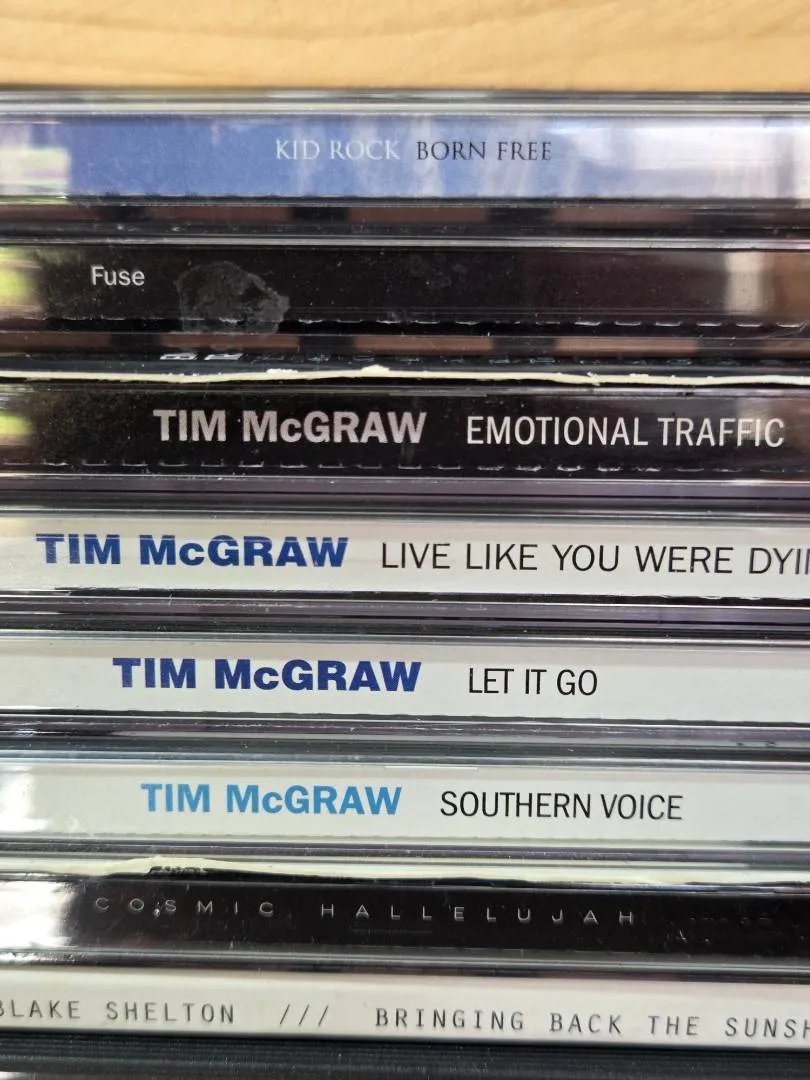 KID ROCK BORN FREE
Fuse
TIM McGRAW EMOTIONAL TRAFFIC
TIM McGRAW LIVE LIKE YOU WERE DYIN
TIM McGRAW LET IT GO
TIM McGRAW SOUTHERN VOICE
COSMIC HALLELUJAH
BLAKE SHELTON /// BRINGING BACK THE SUNSH